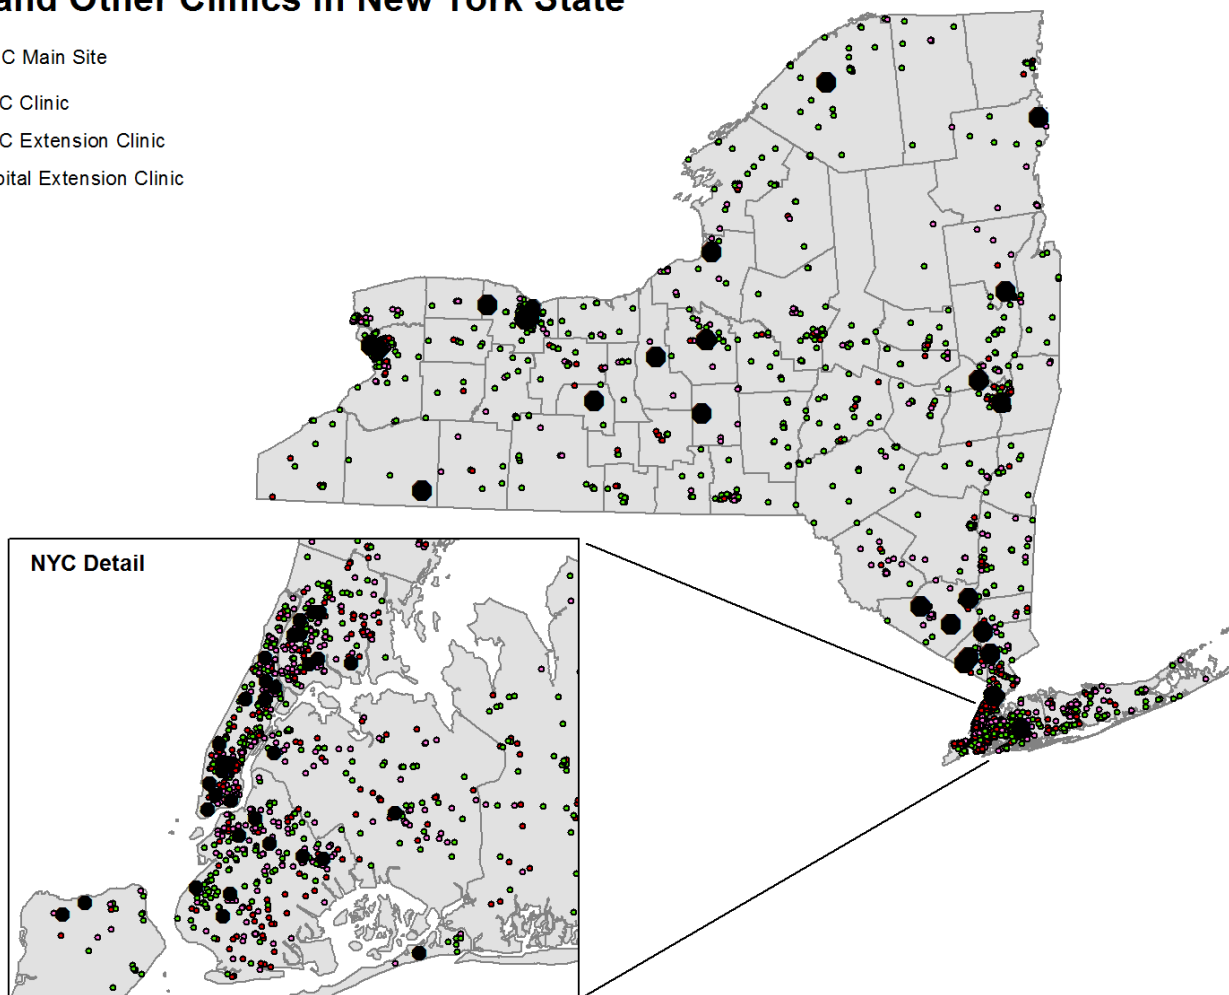 and Other Clinics in New York State
C Main Site
C Clinic
C Extension Clinic
pital Extension Clinic
NYC Detail